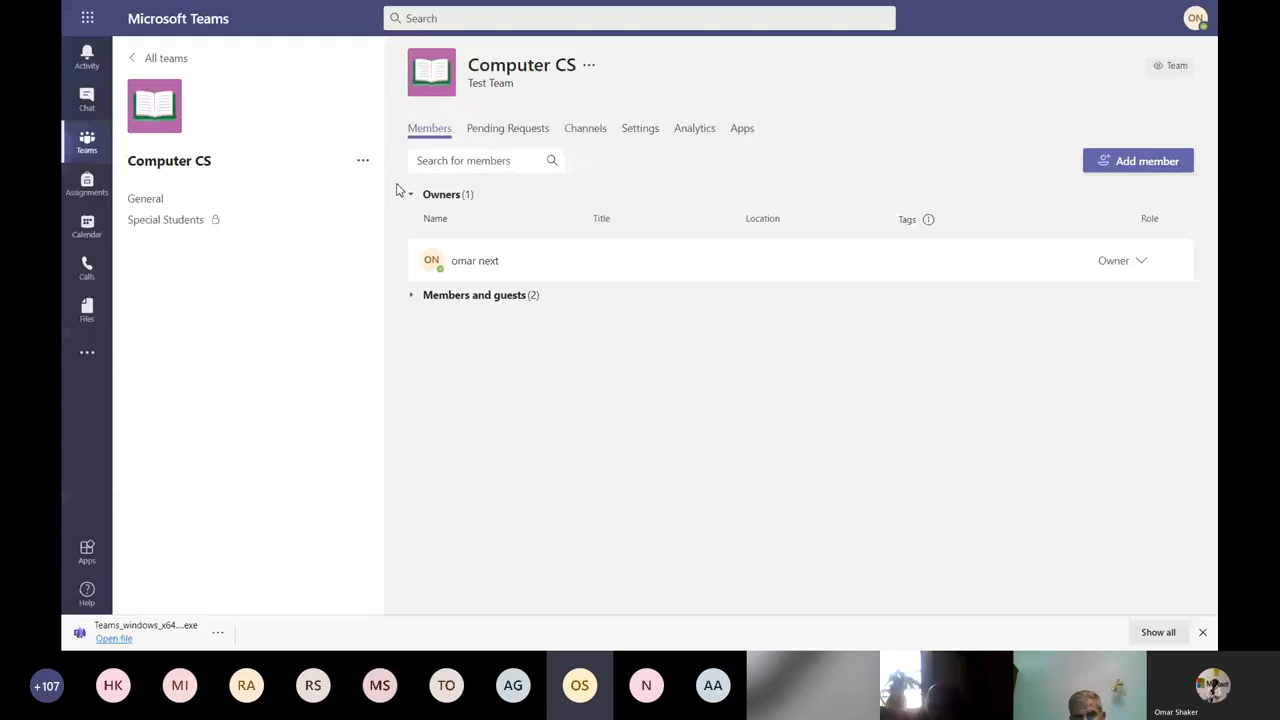 Microsoft Teams
Search
ON
Activity
Chat
Teams
Assignments
Calendar
Calls
Files
Apps
Help
All teams
Computer CS
General
Special Students
Computer CS
Test Team
Team
Members Pending Requests Channels Settings Analytics Apps
Search for members
Add member
Owners (1)
Name Title Location Tags Role
ON omar next Owner
Members and guests (2)
Teams_windows_x64....exe
Open file
Show all
+107 HK MI RA RS MS TO AG OS N AA
Microsoft
Omar Shaker